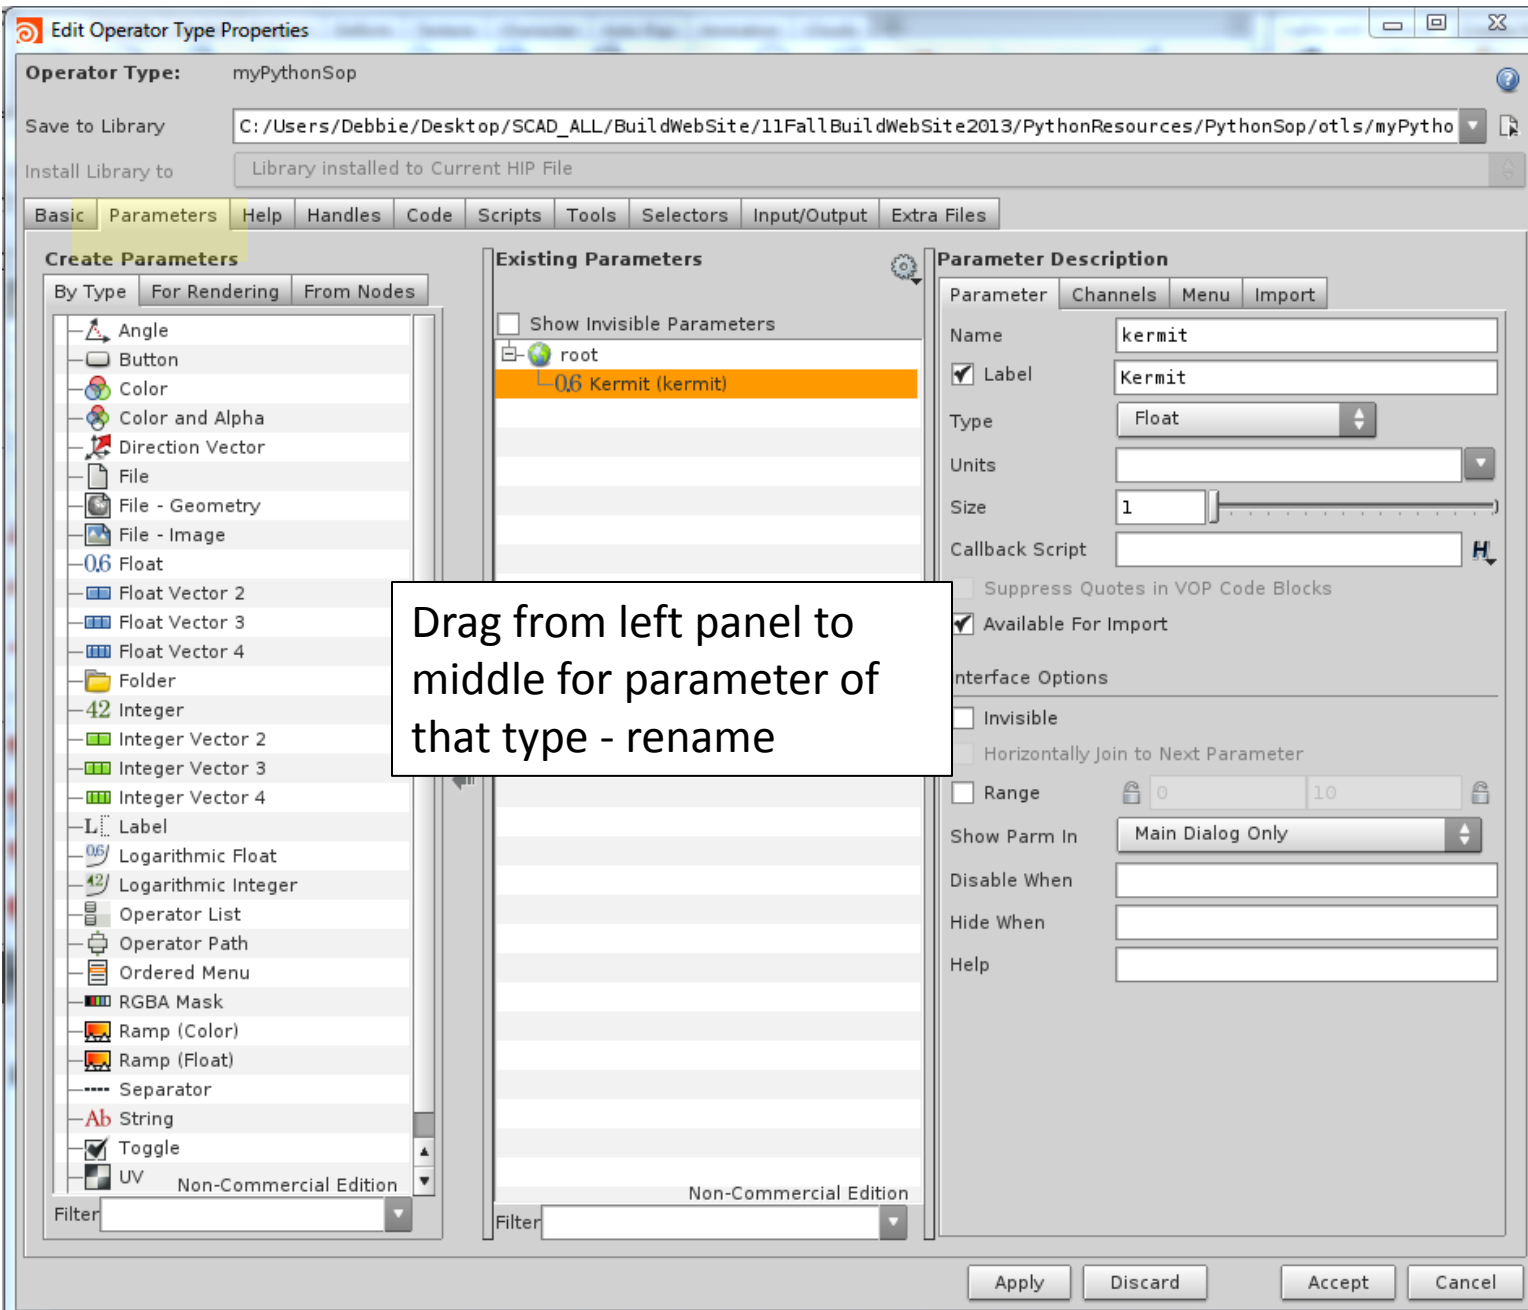 Edit Operator Type Properties
Operator Type: myPythonSop
Save to Library C:/Users/Debbie/Desktop/SCAD_ALL/BuildWebSite/11FallBuildWebSite2013/PythonResources/PythonSop/otls/myPytho
Install Library to Library installed to Current HIP File
Basic Parameters Help Handles Code Scripts Tools Selectors Input/Output Extra Files
Create Parameters
By Type For Rendering From Nodes
Angle
Button
Color
Color and Alpha
Direction Vector
File
File - Geometry
File - Image
0.6 Float
Float Vector 2
Float Vector 3
Float Vector 4
Folder
42 Integer
Integer Vector 2
Integer Vector 3
Integer Vector 4
L Label
0.6 Logarithmic Float
42 Logarithmic Integer
Operator List
Operator Path
Ordered Menu
RGBA Mask
Ramp (Color)
Ramp (Float)
Separator
Ab String
Toggle
UV
Non-Commercial Edition
Filter
Existing Parameters
Show Invisible Parameters
root
0.6 Kermit (kermit)
Drag from left panel to
middle for parameter of
that type - rename
Non-Commercial Edition
Filter
Parameter Description
Parameter Channels Menu Import
Name kermit
Label Kermit
Type Float
Units
Size 1
Callback Script
Suppress Quotes in VOP Code Blocks
Available For Import
nterface Options
Invisible
Horizontally Join to Next Parameter
Range 0 10
Show Parm In Main Dialog Only
Disable When
Hide When
Help
Apply Discard Accept Cancel